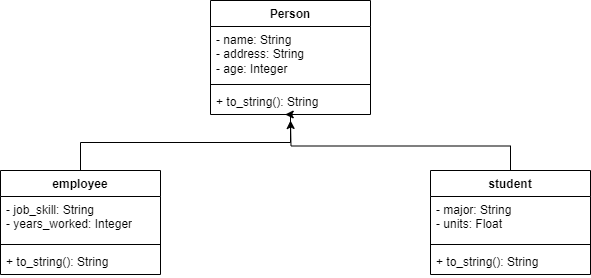 Person
- name: String
- address: String
- age: Integer
+ to_string(): String
employee
- job_skill: String
- years_worked: Integer
+ to_string(): String
student
- major: String
- units: Float
+ to_string(): String